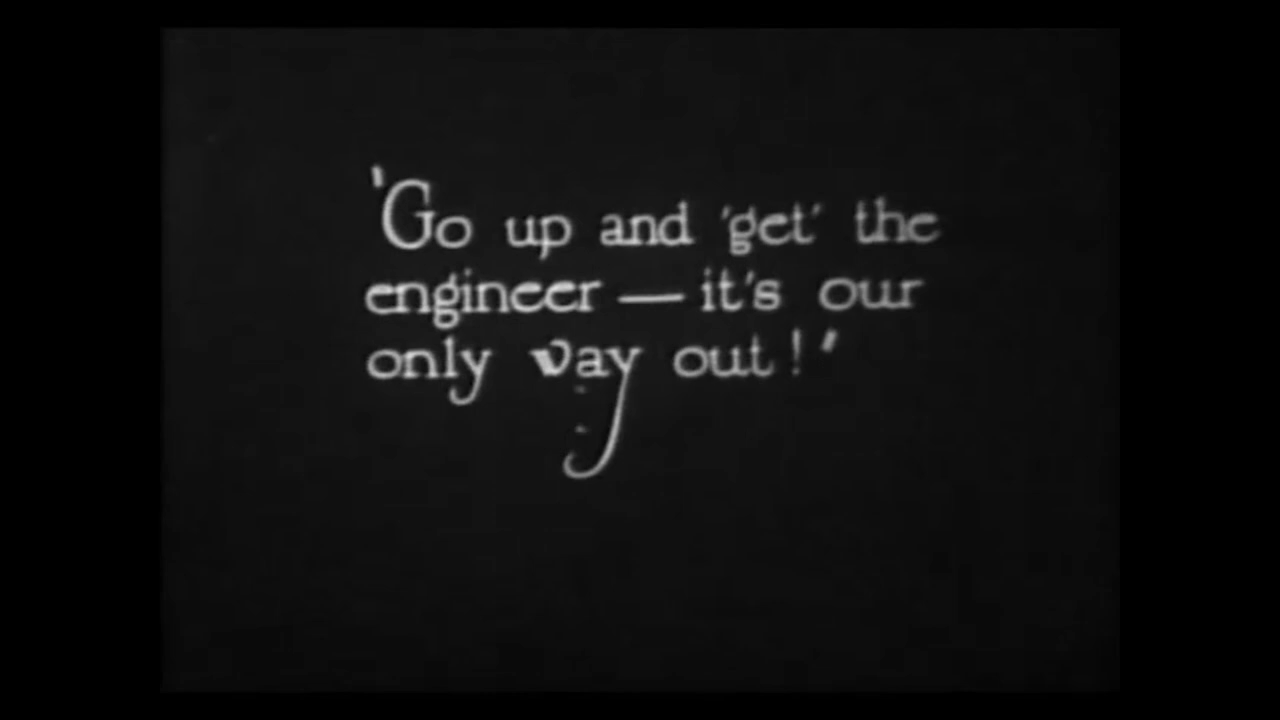 'Go up and 'get' the
engineer — it's our
only way out!"